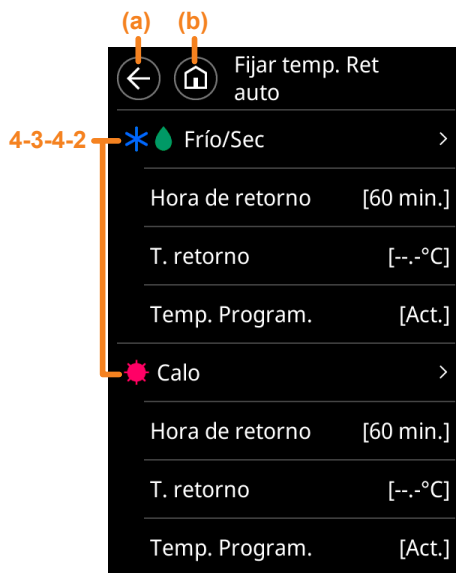 (a) (b)
Fijar temp. Ret
auto
4-3-4-2
Frío/Sec >
Hora de retorno [60 min.]
T. retorno [--.-°C]
Temp. Program. [Act.]
Calo >
Hora de retorno [60 min.]
T. retorno [--.-°C]
Temp. Program. [Act.]